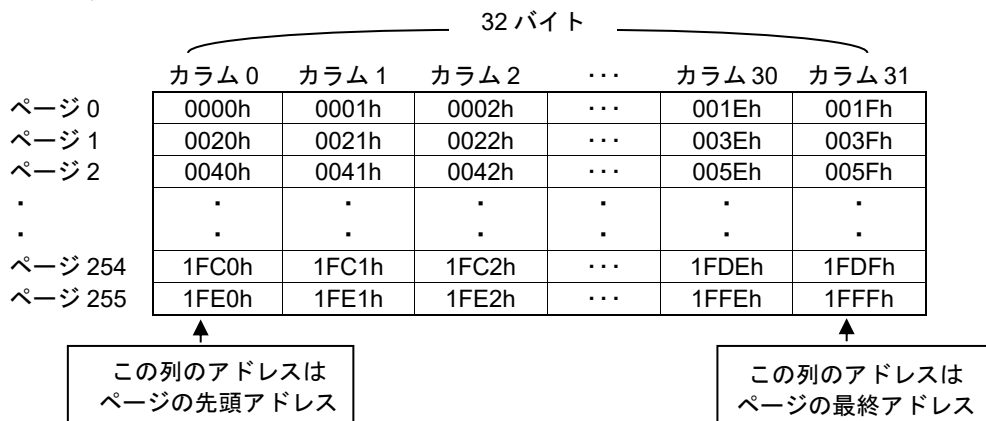 32 バイト
カラム 0 カラム 1 カラム 2 ・・・ カラム 30 カラム 31
ページ 0 0000h 0001h 0002h ・・・ 001Eh 001Fh
ページ 1 0020h 0021h 0022h ・・・ 003Eh 003Fh
ページ 2 0040h 0041h 0042h ・・・ 005Eh 005Fh
・ ・ ・ ・ ・ ・ ・
・ ・ ・ ・ ・ ・ ・
ページ 254 1FC0h 1FC1h 1FC2h ・・・ 1FDEh 1FDFh
ページ 255 1FE0h 1FE1h 1FE2h ・・・ 1FFEh 1FFFh
この列のアドレスは
ページの先頭アドレス
この列のアドレスは
ページの最終アドレス